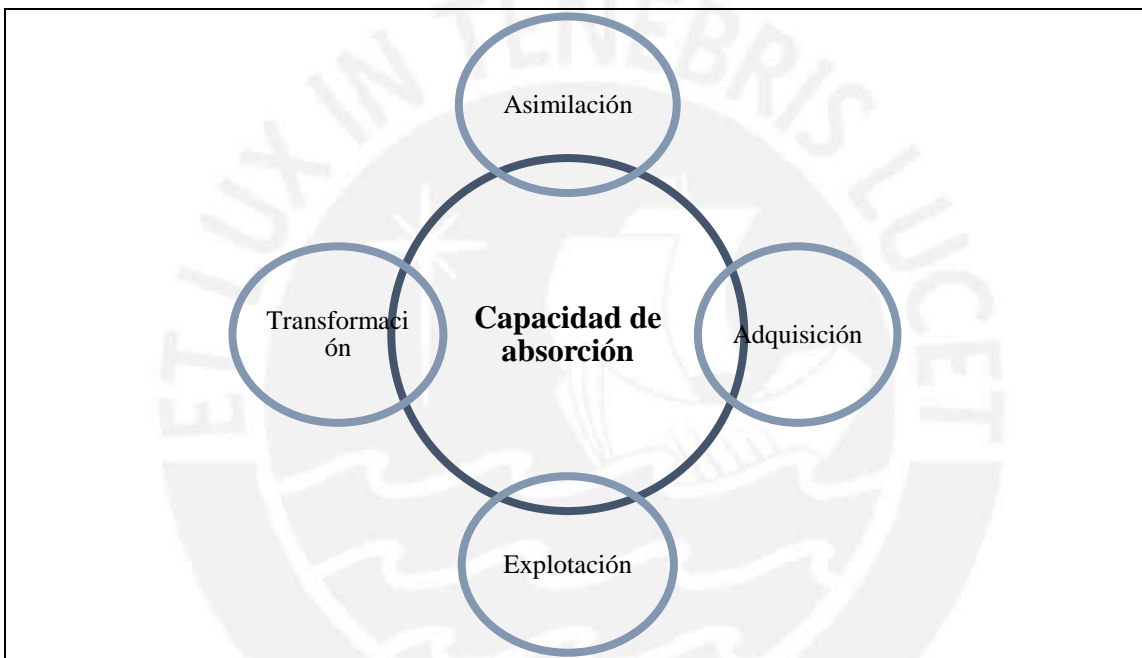 ET LUX IN TENEBRIS LUCET
Asimilación
Transformaci
ón
Capacidad de
absorción
Adquisición
Explotación